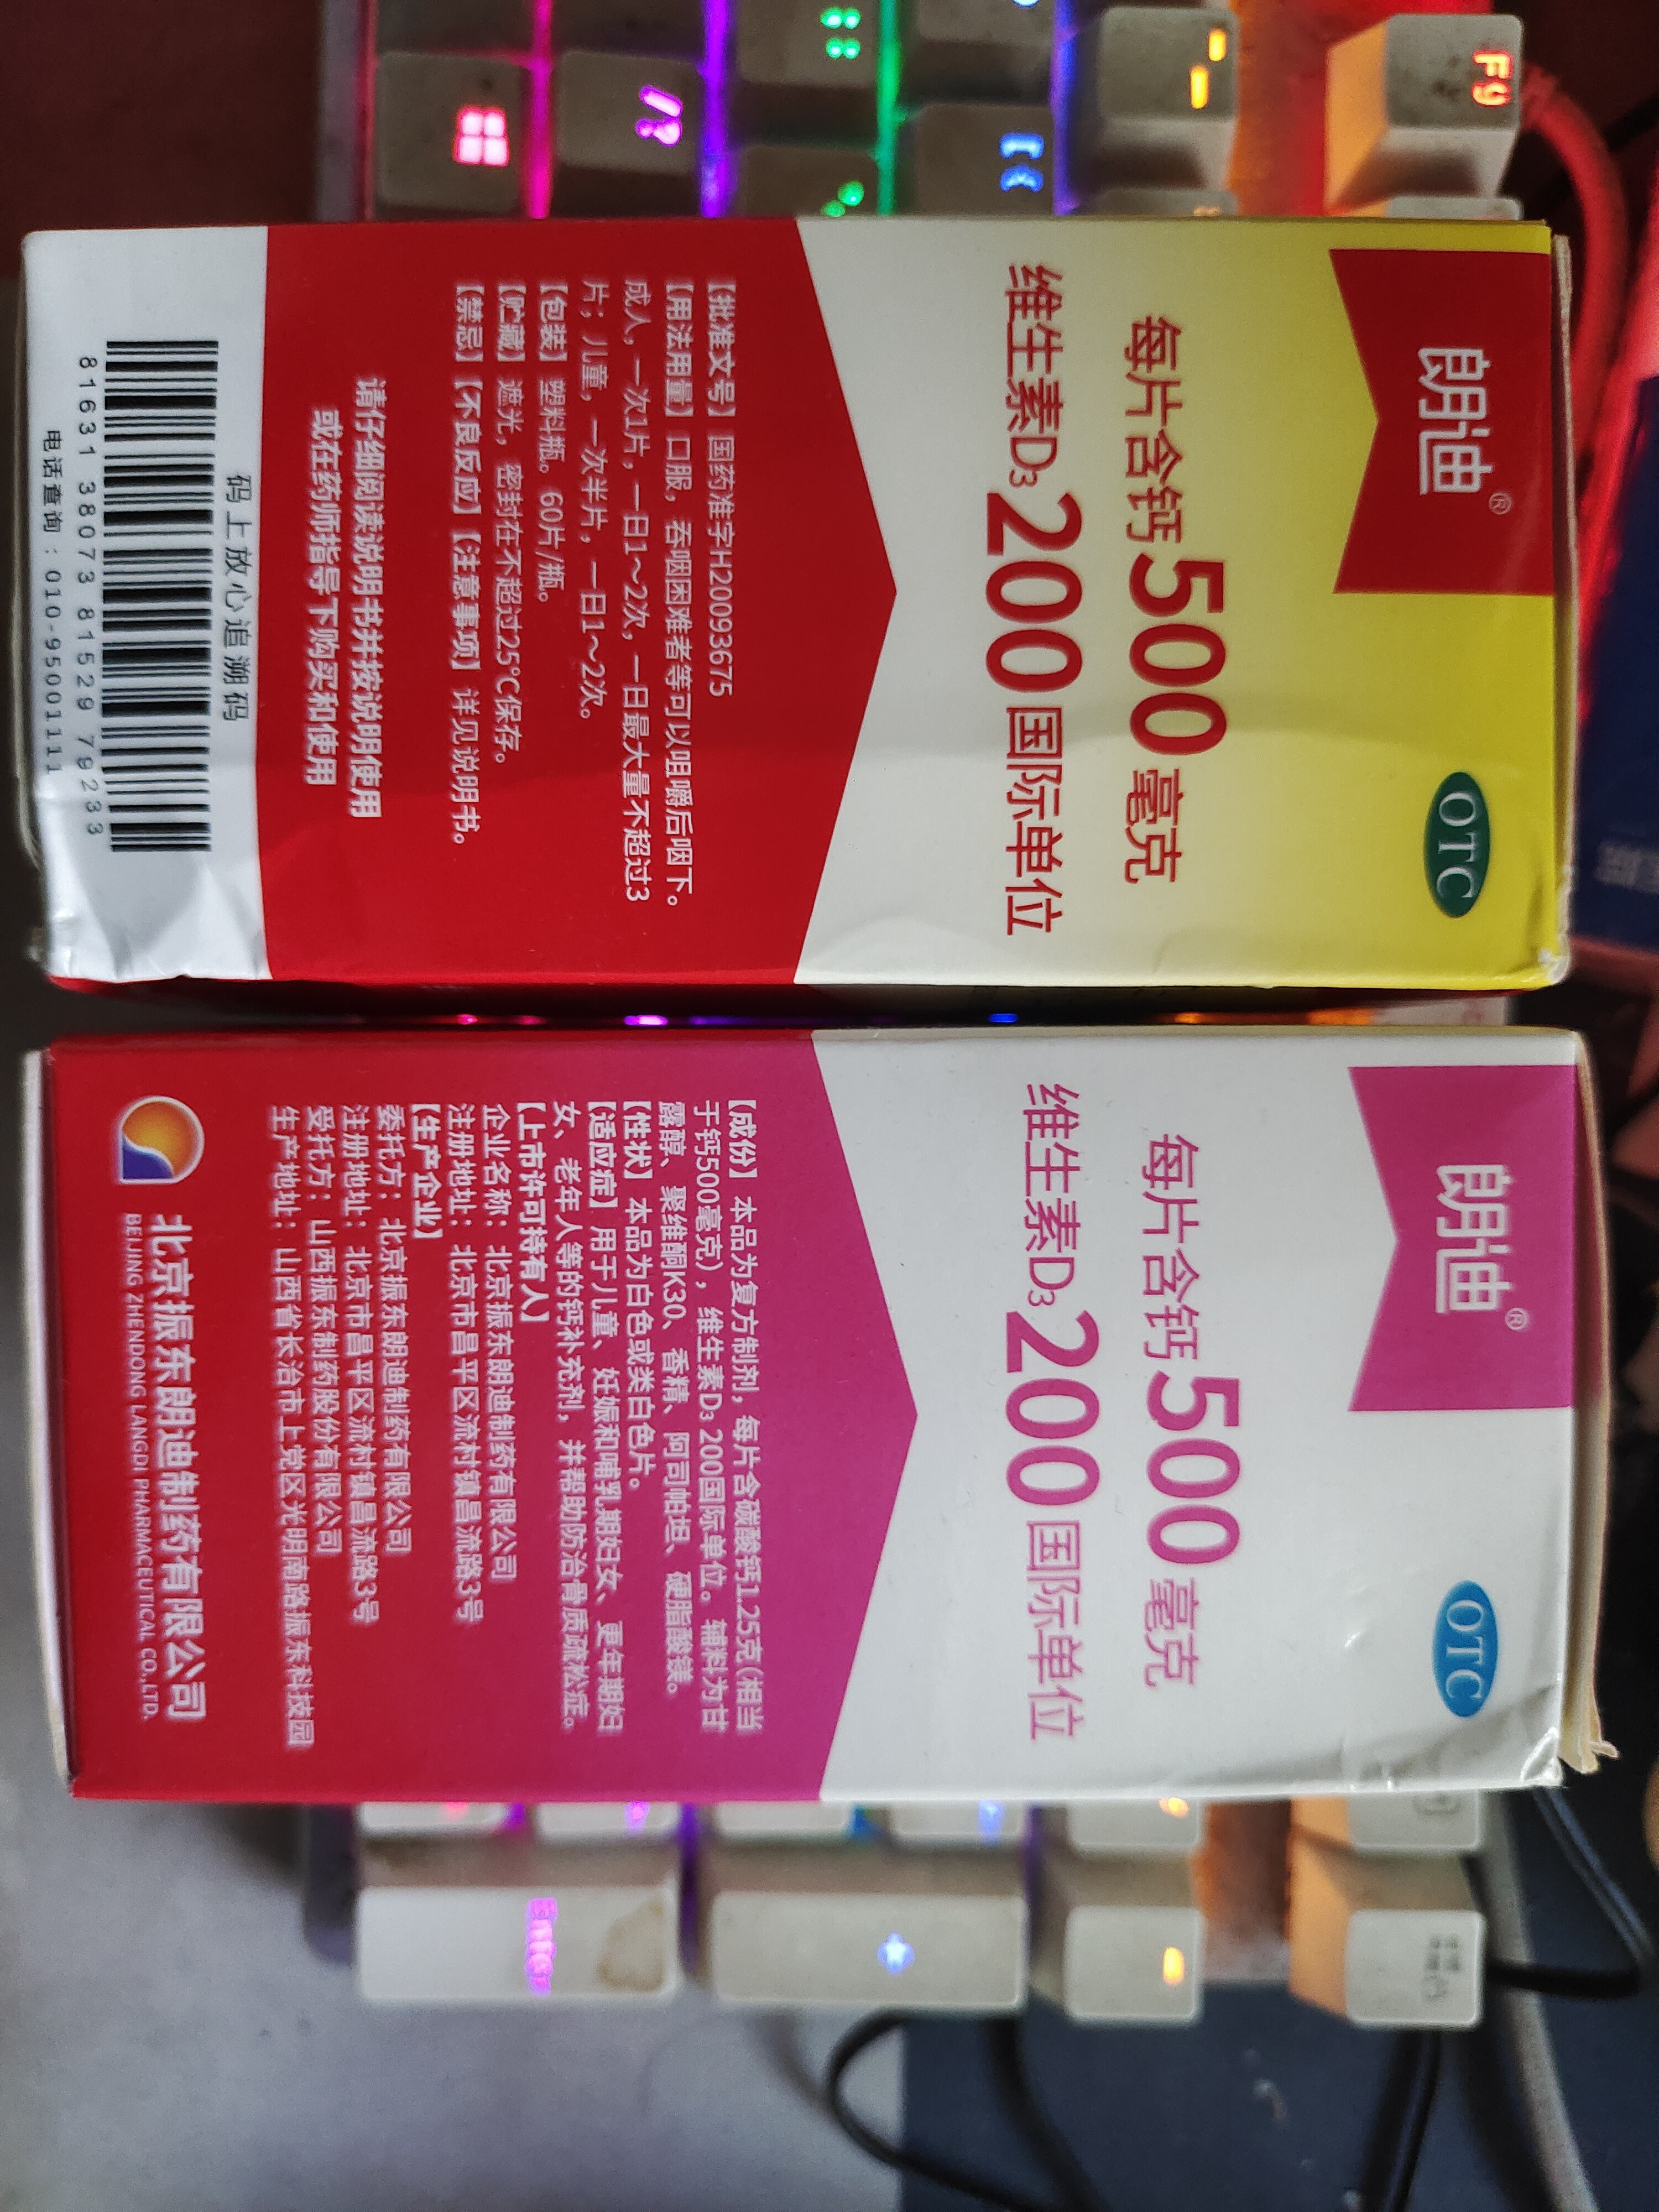 朗迪®
OTC
每片含钙500毫克
维生素D₃200国际单位
【批准文号】国药准字H20093675
【用法用量】口服，吞咽困难者等可以咀嚼后咽下。
成人，一次1片，一日1～2次，一日最大量不超过3
片；儿童，一次半片，一日1～2次。
【包装】塑料瓶。60片/瓶。
【贮藏】遮光，密封在不超过25℃保存。
【禁忌】【不良反应】【注意事项】详见说明书。
请仔细阅读说明书并按说明使用
或在药师指导下购买和使用
码上放心追溯码
81631 38073 81529 79233
电话查询：010-95001111
朗迪®
OTC
每片含钙500毫克
维生素D₃200国际单位
【成份】本品为复方制剂，每片含碳酸钙1.25克(相当
于钙500毫克)，维生素D₃ 200国际单位。辅料为甘
露醇、聚维酮K30、香精、阿司帕坦、硬脂酸镁。
【性状】本品为白色或类白色片。
【适应症】用于儿童、妊娠和哺乳期妇女、更年期妇
女、老年人等的钙补充剂，并帮助防治骨质疏松症。
【上市许可持有人】
企业名称：北京振东朗迪制药有限公司
注册地址：北京市昌平区流村镇昌流路3号
【生产企业】
委托方：北京振东朗迪制药有限公司
注册地址：北京市昌平区流村镇昌流路3号
受托方：山西振东制药股份有限公司
生产地址：山西省长治市上党区光明南路振东科技园
北京振东朗迪制药有限公司
BEIJING ZHENDONG LANGDI PHARMACEUTICAL CO.,LTD.
F9
Enter